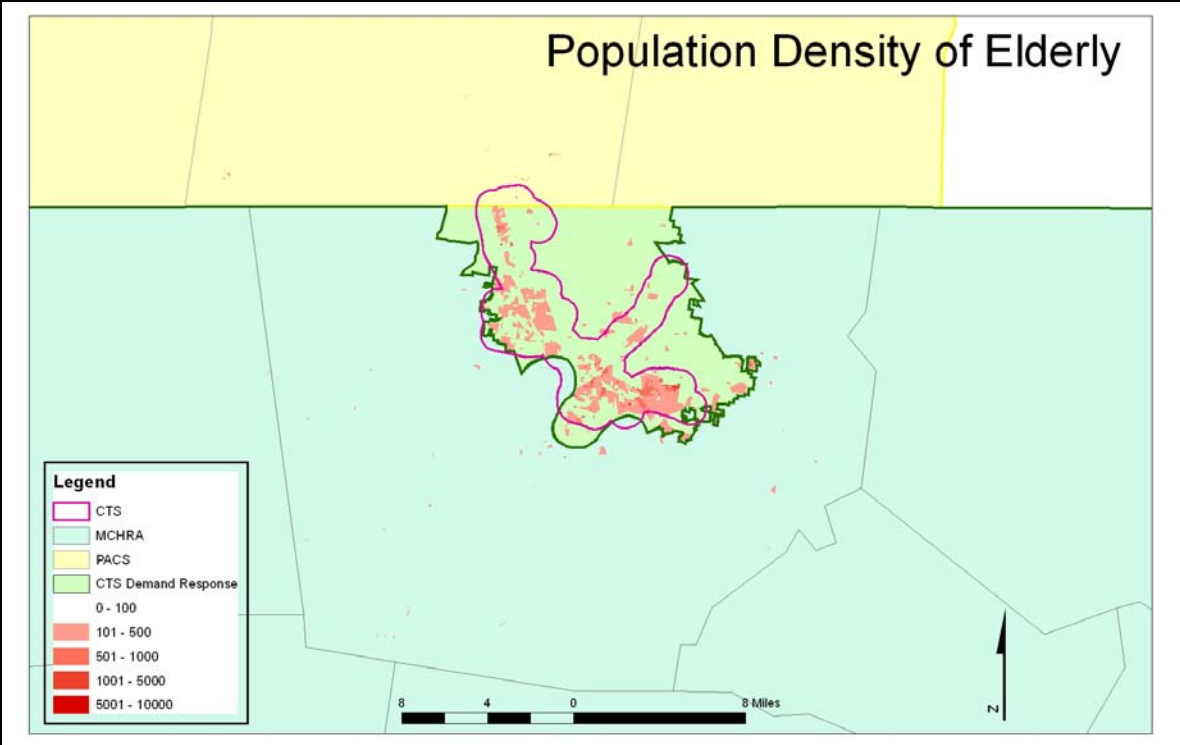 Population Density of Elderly
Legend
CTS
MCHRA
PACS
CTS Demand Response
0 - 100
101 - 500
501 - 1000
1001 - 5000
5001 - 10000
8 4 0 8 Miles
N